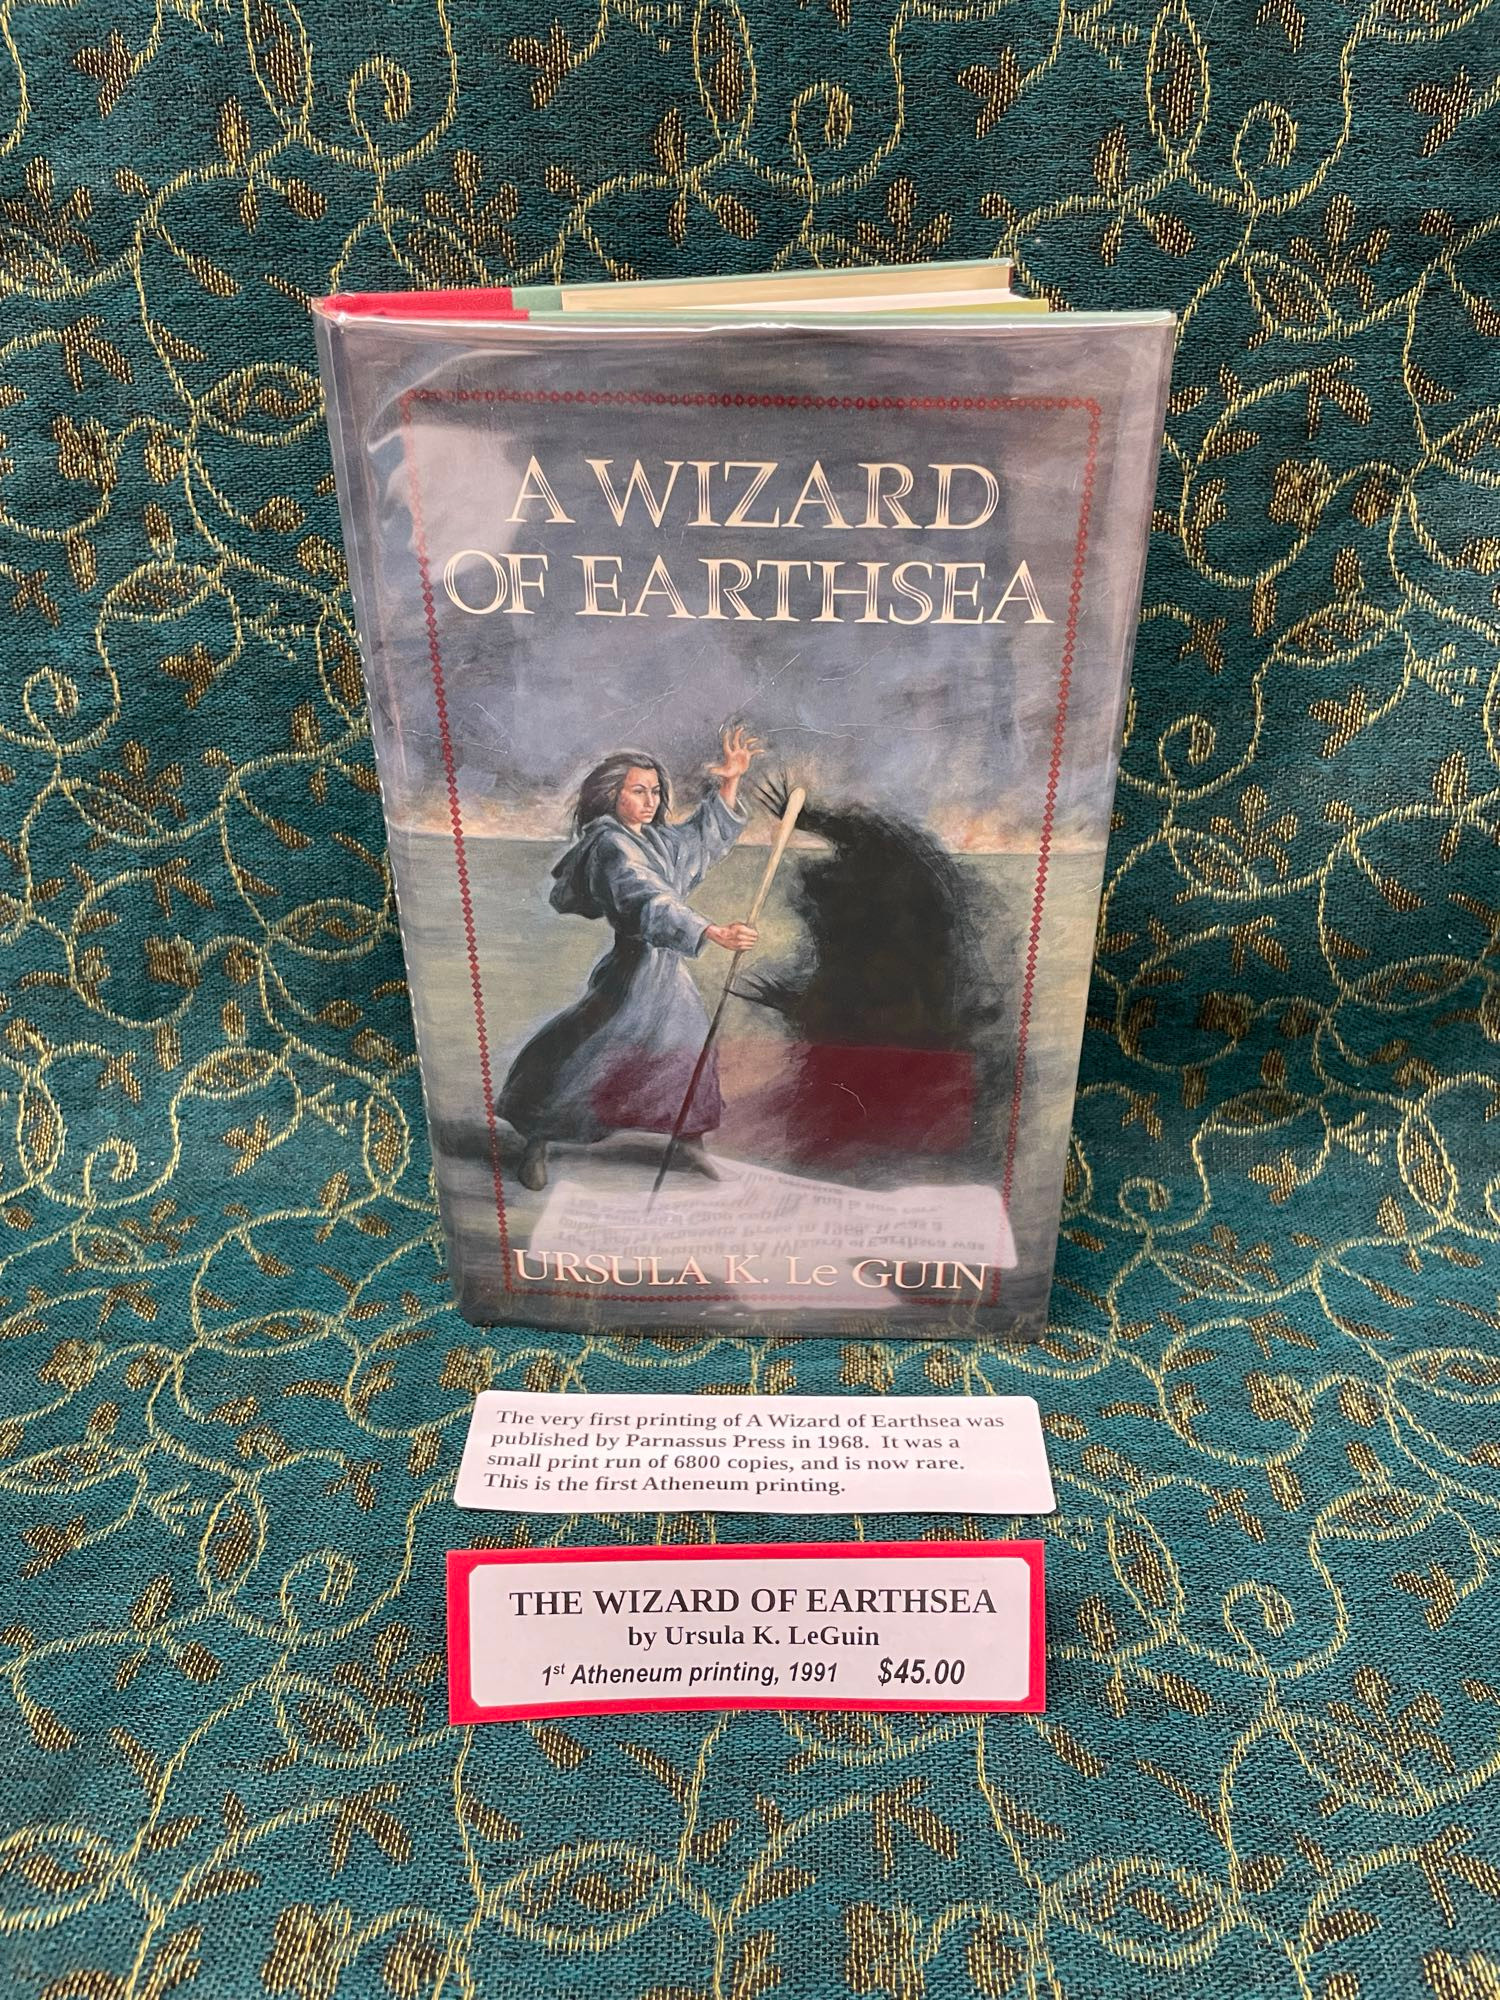 A WIZARD
OF EARTHSEA
URSULA K. Le GUIN
The very first printing of A Wizard of Earthsea was
published by Parnassus Press in 1968. It was a
small print run of 6800 copies, and is now rare.
This is the first Atheneum printing.
THE WIZARD OF EARTHSEA
by Ursula K. LeGuin
1st Atheneum printing, 1991 $45.00